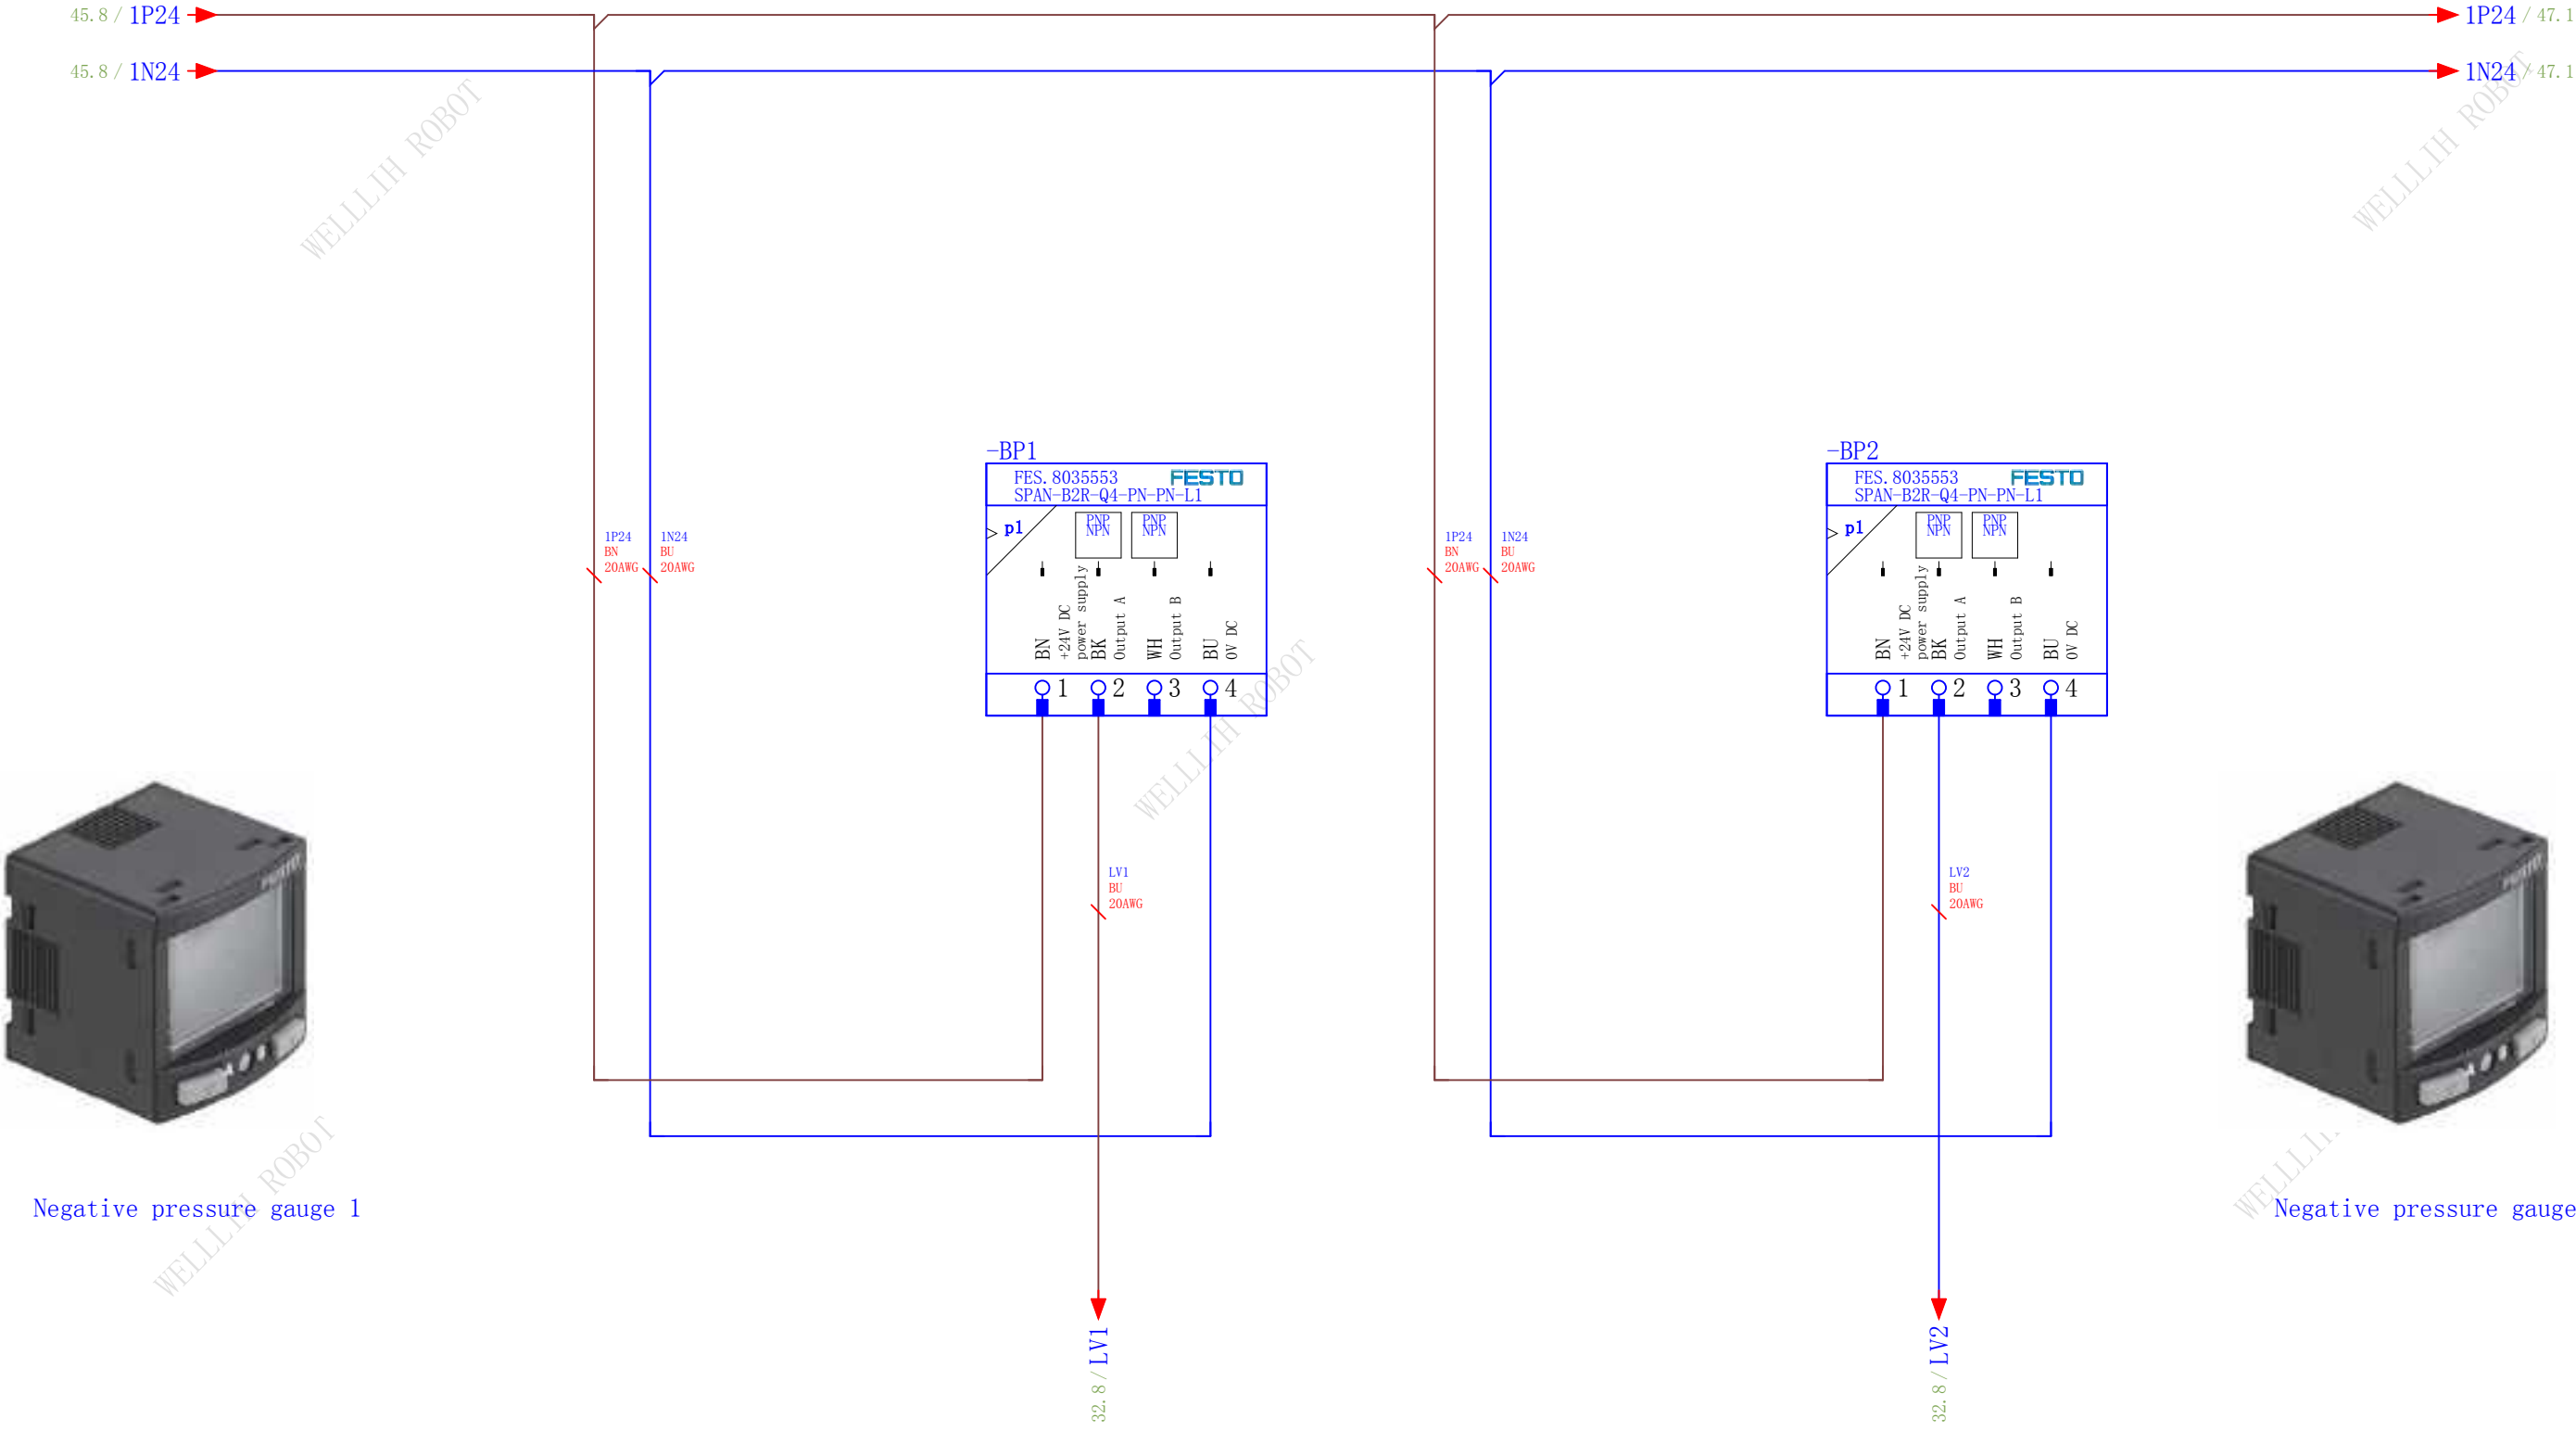 45.8 / 1P24
1P24 / 47.1
45.8 / 1N24
1N24 / 47.1
WELLLIH ROBOT
WELLLIH ROBOT
-BP1
FES.8035553
FESTO
SPAN-B2R-Q4-PN-PN-L1
p1
PNP
NPN
PNP
NPN
BN
+24V DC
power supply
BK
Output A
WH
Output B
BU
0V DC
1 2 3 4
-BP2
FES.8035553
FESTO
SPAN-B2R-Q4-PN-PN-L1
p1
PNP
NPN
PNP
NPN
BN
+24V DC
power supply
BK
Output A
WH
Output B
BU
0V DC
1 2 3 4
1P24
BN
20AWG
1N24
BU
20AWG
1P24
BN
20AWG
1N24
BU
20AWG
WELLLIH ROBOT
LV1
BU
20AWG
LV2
BU
20AWG
FESTO
FESTO
WELLLIH ROBOT
WELLLIH
Negative pressure gauge 1
Negative pressure gauge
32.8 / LV1
32.8 / LV2